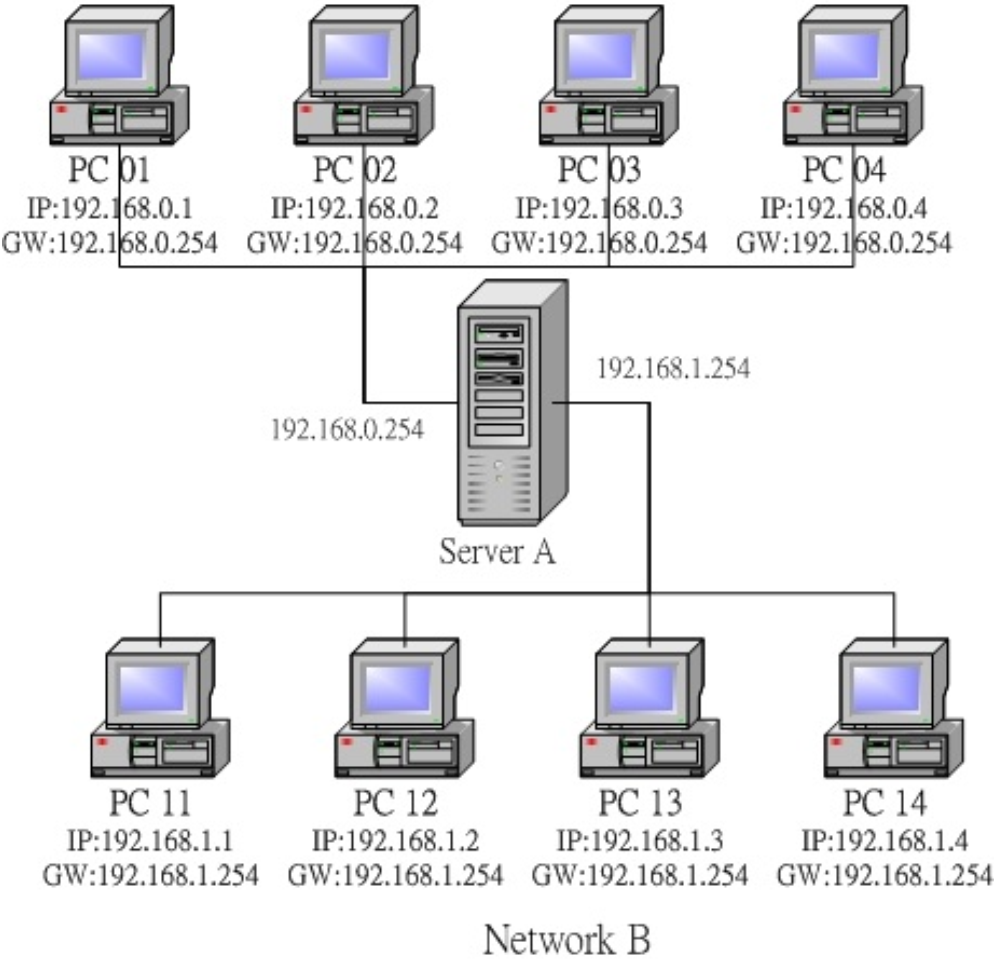 PC 01
IP:192.168.0.1
GW:192.168.0.254
PC 02
IP:192.168.0.2
GW:192.168.0.254
PC 03
IP:192.168.0.3
GW:192.168.0.254
PC 04
IP:192.168.0.4
GW:192.168.0.254
192.168.1.254
192.168.0.254
Server A
PC 11
IP:192.168.1.1
GW:192.168.1.254
PC 12
IP:192.168.1.2
GW:192.168.1.254
PC 13
IP:192.168.1.3
GW:192.168.1.254
PC 14
IP:192.168.1.4
GW:192.168.1.254
Network B